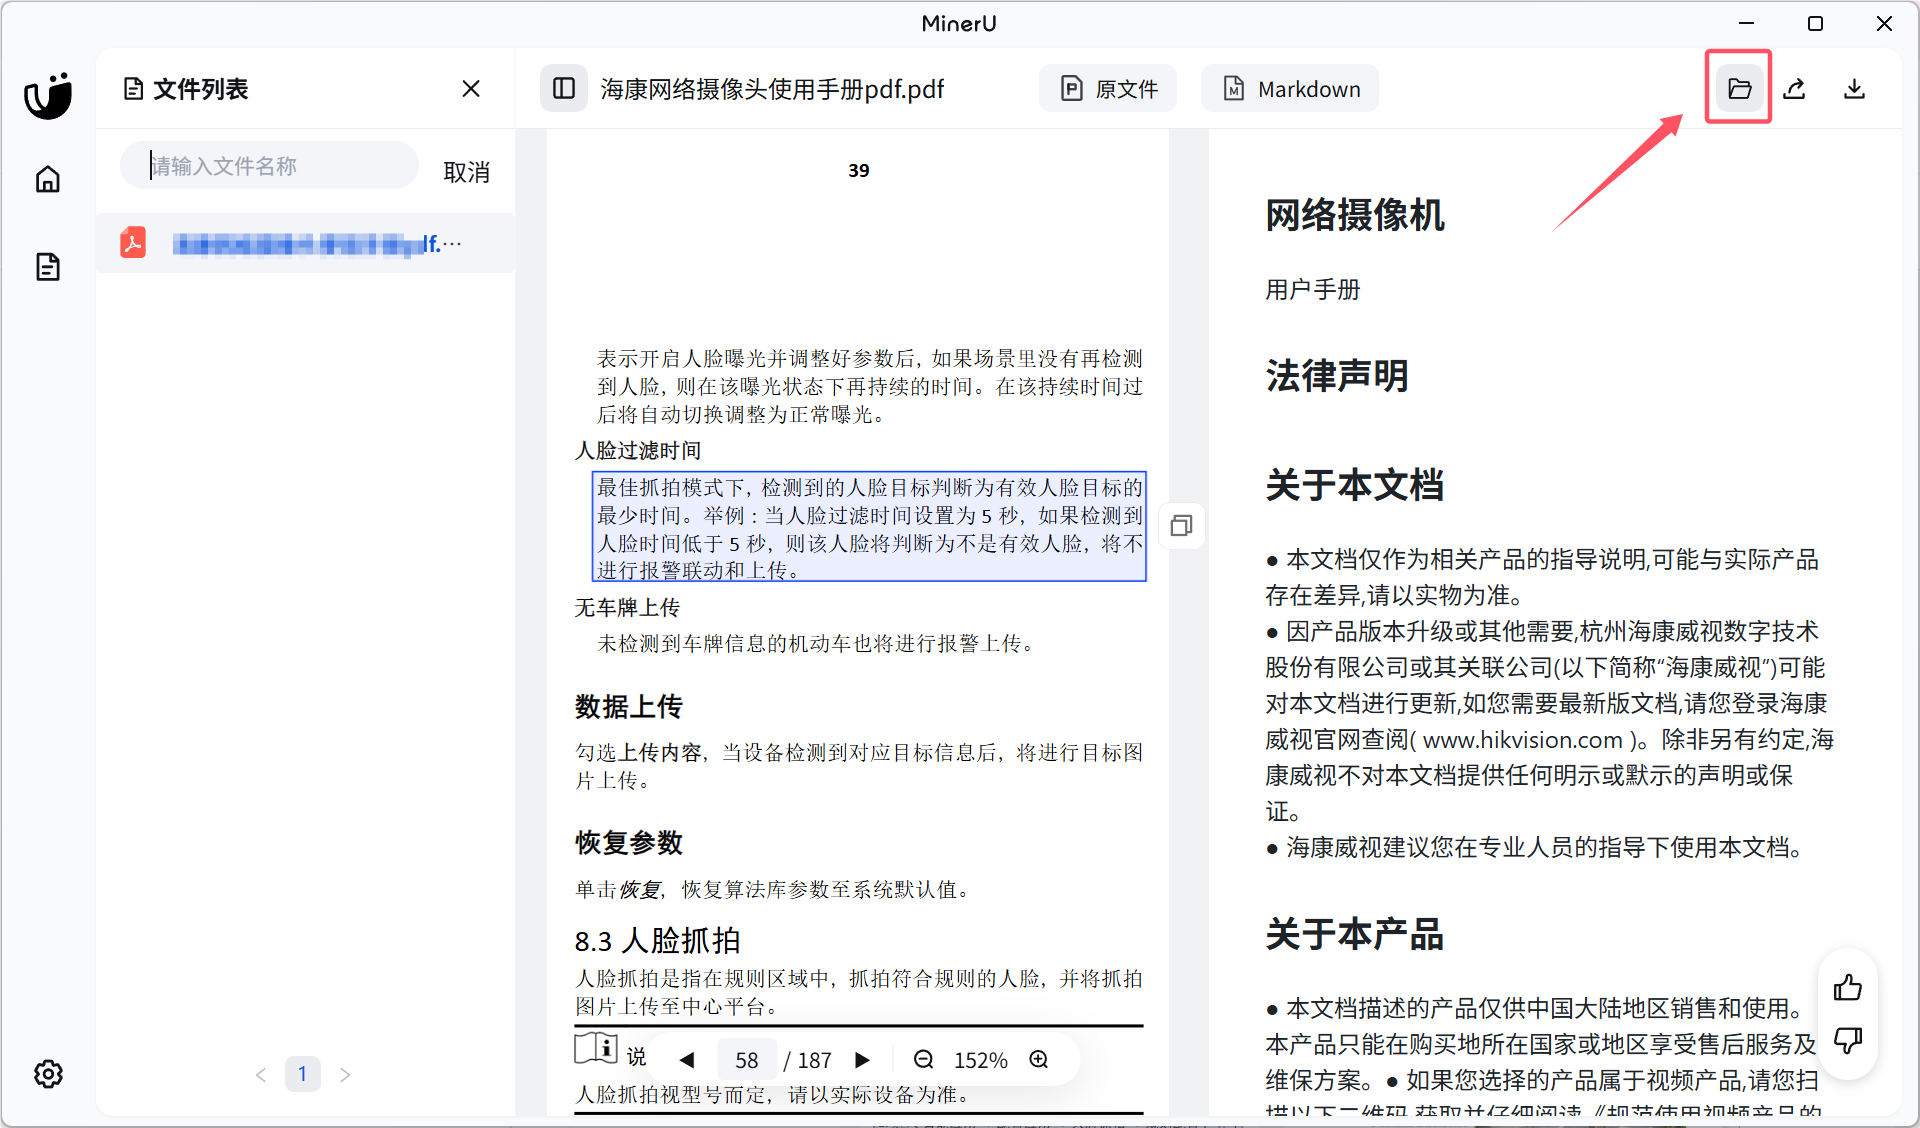 MinerU
文件列表
请输入文件名称
取消
df.···
1
海康网络摄像头使用手册pdf.pdf
原文件
Markdown
39
表示开启人脸曝光并调整好参数后，如果场景里没有再检测
到人脸，则在该曝光状态下再持续的时间。在该持续时间过
后将自动切换调整为正常曝光。
人脸过滤时间
最佳抓拍模式下，检测到的人脸目标判断为有效人脸目标的
最少时间。举例：当人脸过滤时间设置为 5 秒，如果检测到
人脸时间低于 5 秒，则该人脸将判断为不是有效人脸，将不
进行报警联动和上传。
无车牌上传
未检测到车牌信息的机动车也将进行报警上传。
数据上传
勾选上传内容，当设备检测到对应目标信息后，将进行目标图
片上传。
恢复参数
单击恢复，恢复算法库参数至系统默认值。
8.3 人脸抓拍
人脸抓拍是指在规则区域中，抓拍符合规则的人脸，并将抓拍
图片上传至中心平台。
说
58 / 187 152%
人脸抓拍视型号而定，请以实际设备为准。
网络摄像机
用户手册
法律声明
关于本文档
● 本文档仅作为相关产品的指导说明,可能与实际产品
存在差异,请以实物为准。
● 因产品版本升级或其他需要,杭州海康威视数字技术
股份有限公司或其关联公司(以下简称“海康威视”)可能
对本文档进行更新,如您需要最新版文档,请您登录海康
威视官网查阅( www.hikvision.com )。除非另有约定,海
康威视不对本文档提供任何明示或默示的声明或保
证。
● 海康威视建议您在专业人员的指导下使用本文档。
关于本产品
● 本文档描述的产品仅供中国大陆地区销售和使用。
本产品只能在购买地所在国家或地区享受售后服务及
维保方案。● 如果您选择的产品属于视频产品,请您扫
描以下二维码,获取并仔细阅读《规范使用视频产品的